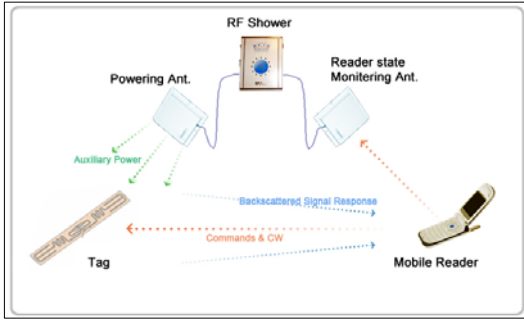 RF Shower
Powering Ant.
Reader state
Monitering Ant.
Auxiliary Power
Backscattered Signal Response
Commands & CW
Tag
Mobile Reader